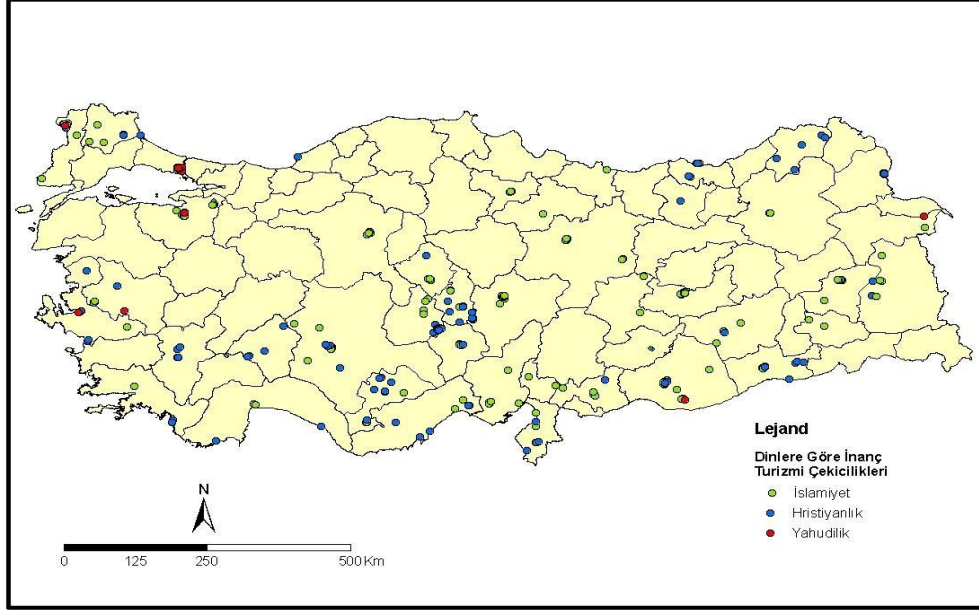 Lejand
Dinlere Göre İnanç
Turizmi Çekicilikleri
İslamiyet
Hristiyanlık
Yahudilik
N
0 125 250 500 Km